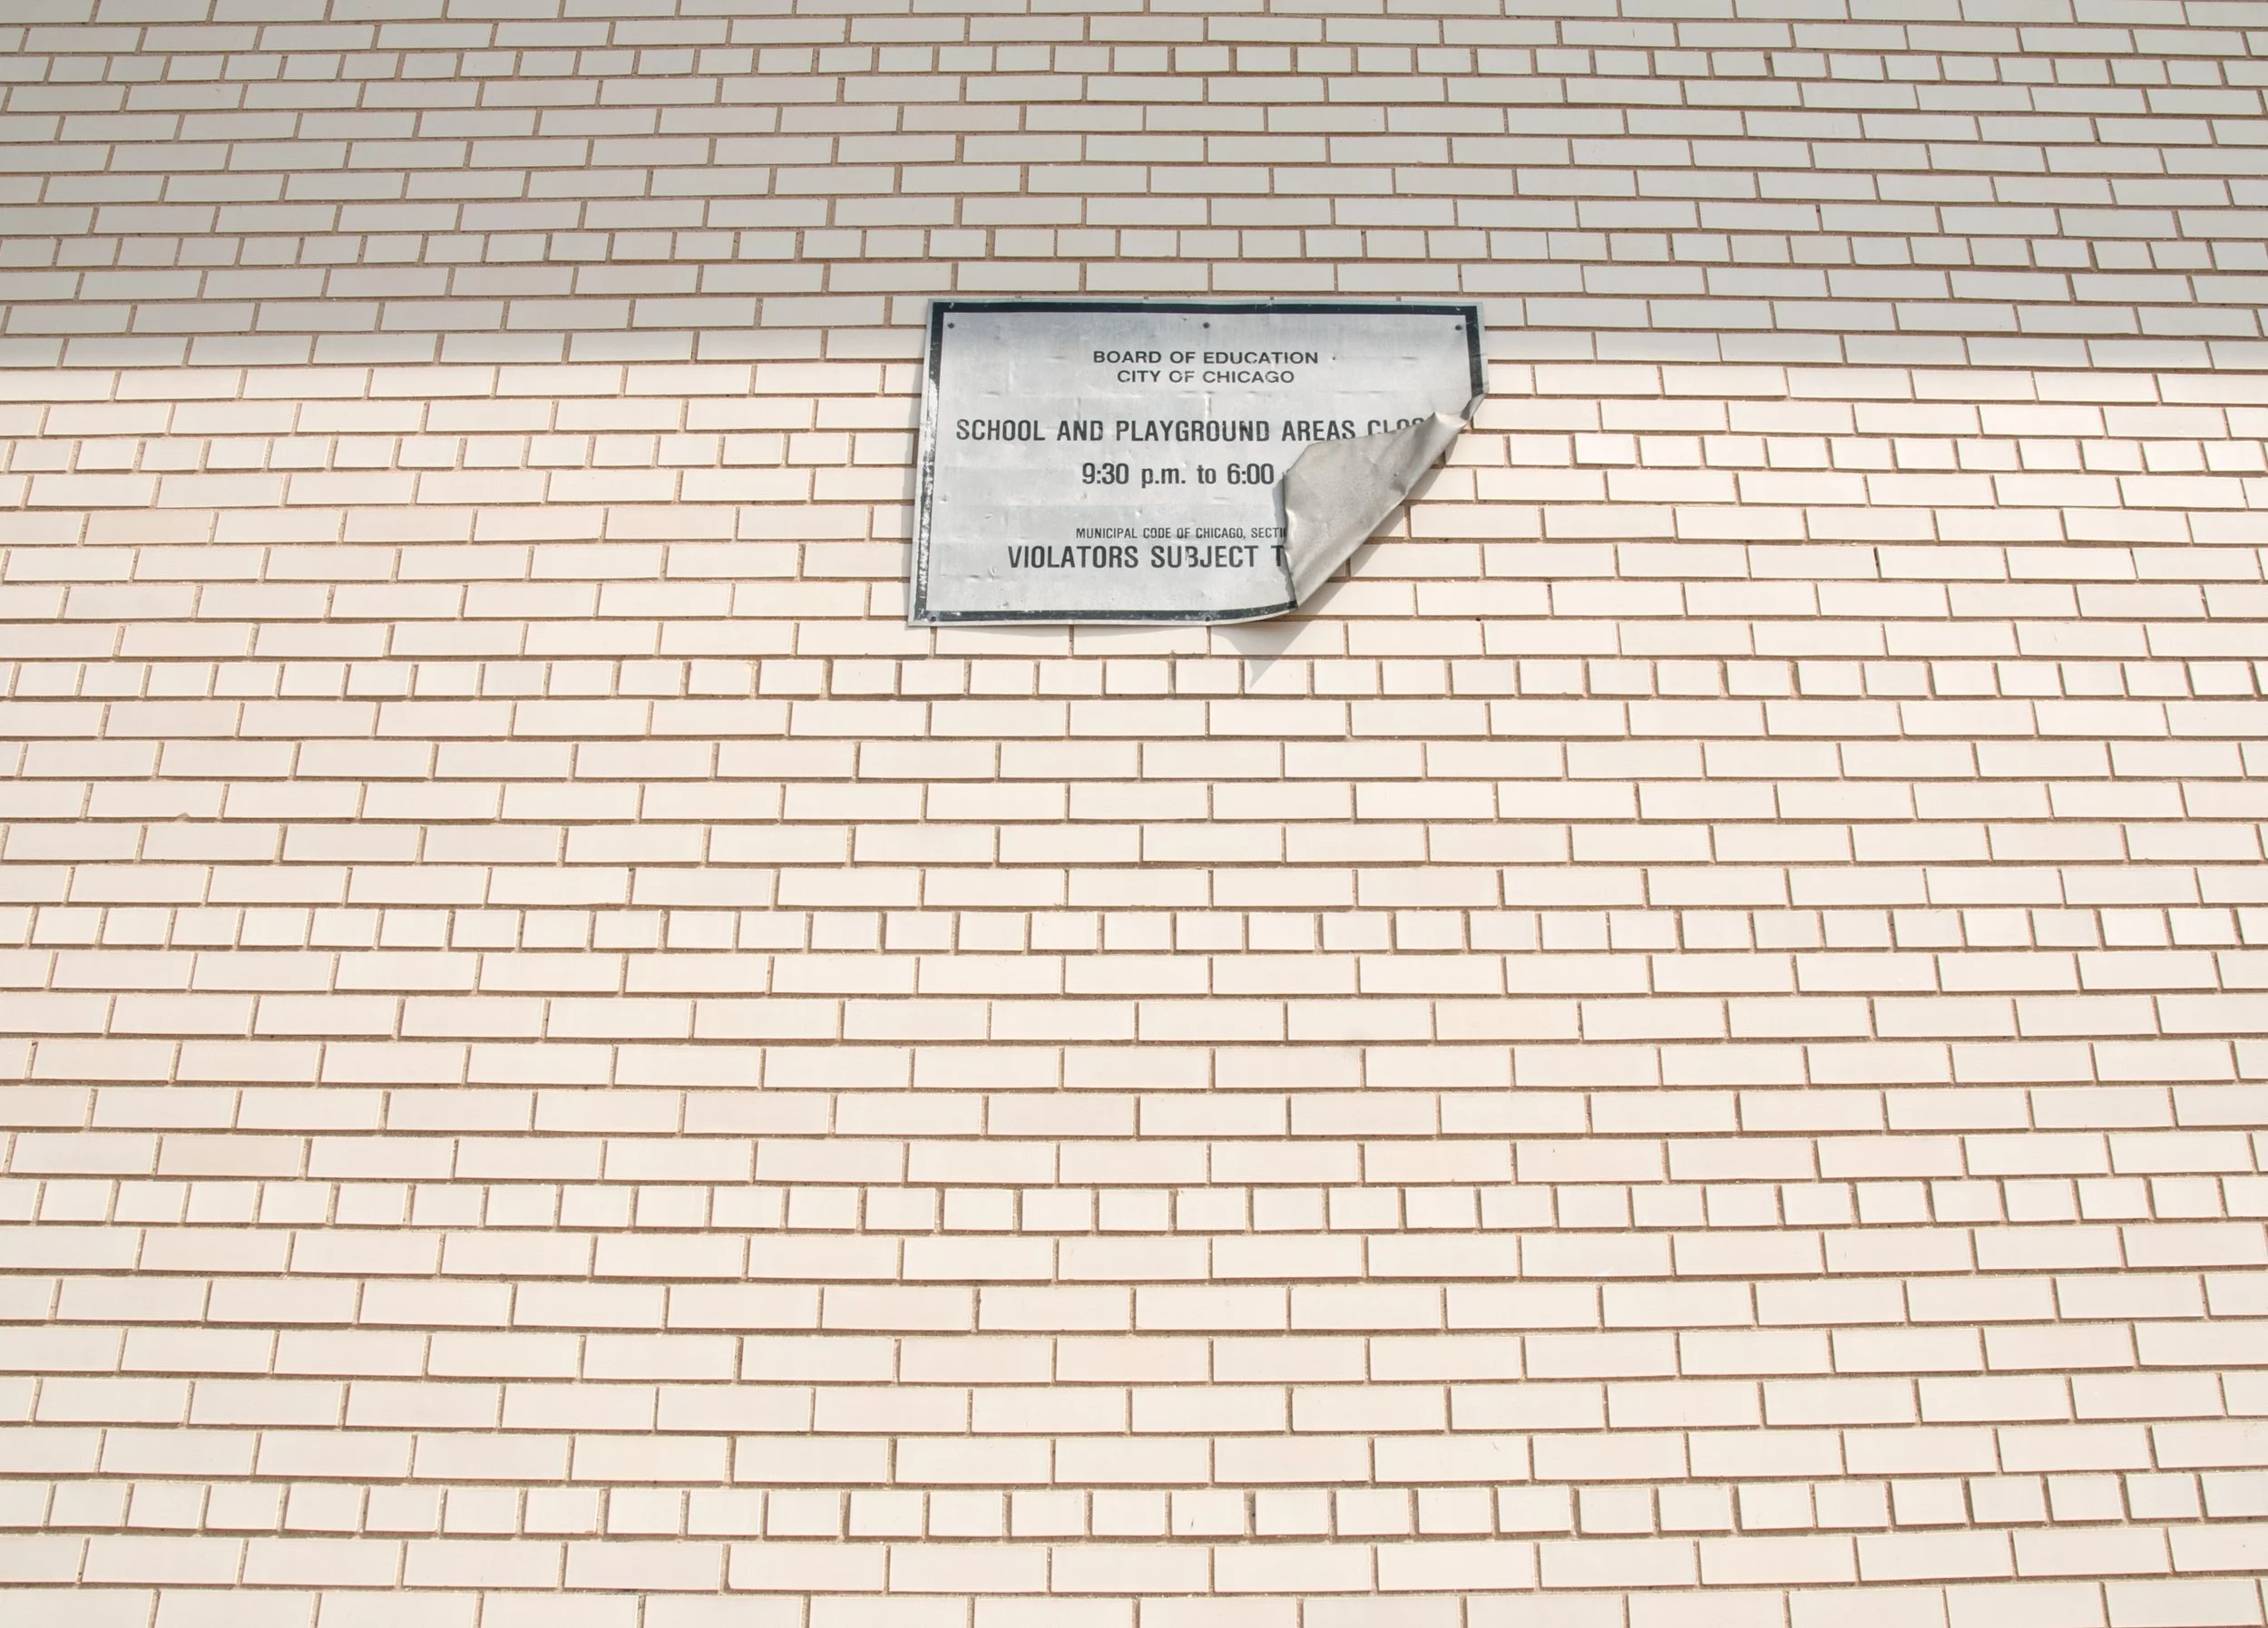 BOARD OF EDUCATION
CITY OF CHICAGO
SCHOOL AND PLAYGROUND AREAS
9:30 p.m. to 6:00
MUNICIPAL CODE OF CHICAGO,
VIOLATORS SUBJECT